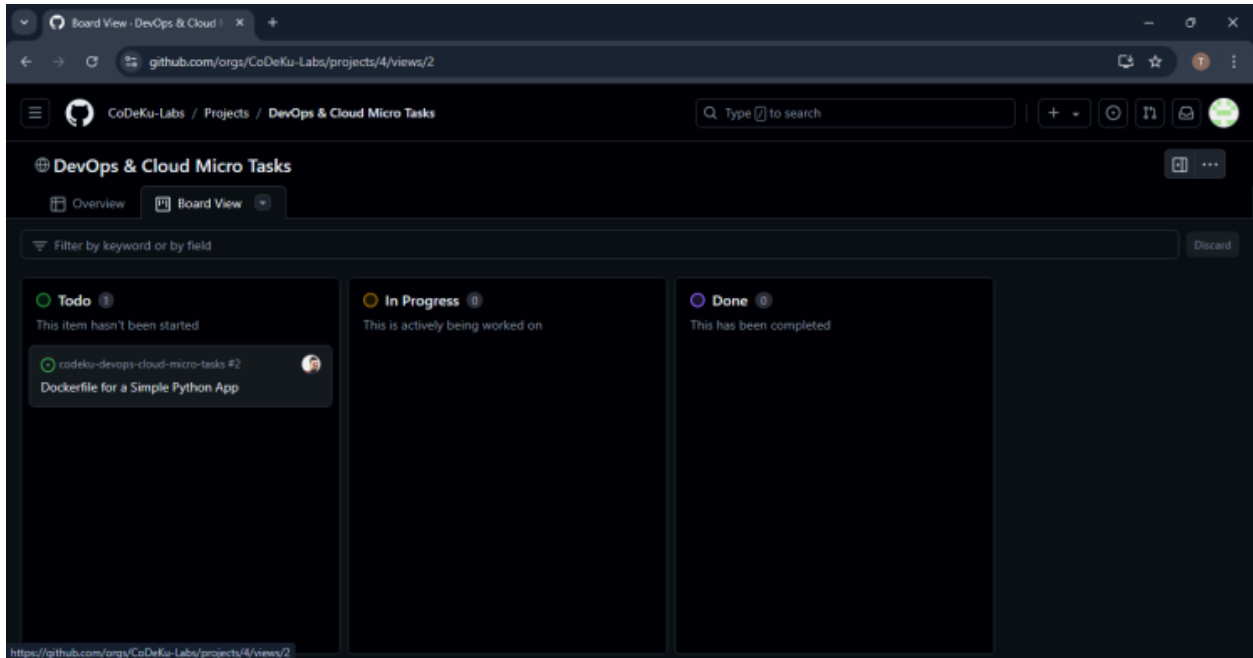 Board View · DevOps & Cloud
github.com/orgs/CoDeKu-Labs/projects/4/views/2
T
CoDeKu-Labs / Projects / DevOps & Cloud Micro Tasks
Type / to search
DevOps & Cloud Micro Tasks
Overview
Board View
Filter by keyword or by field
Discard
Todo 1
This item hasn't been started
codeku-devops-cloud-micro-tasks #2
Dockerfile for a Simple Python App
In Progress 0
This is actively being worked on
Done 0
This has been completed
https://github.com/orgs/CoDeKu-Labs/projects/4/views/2